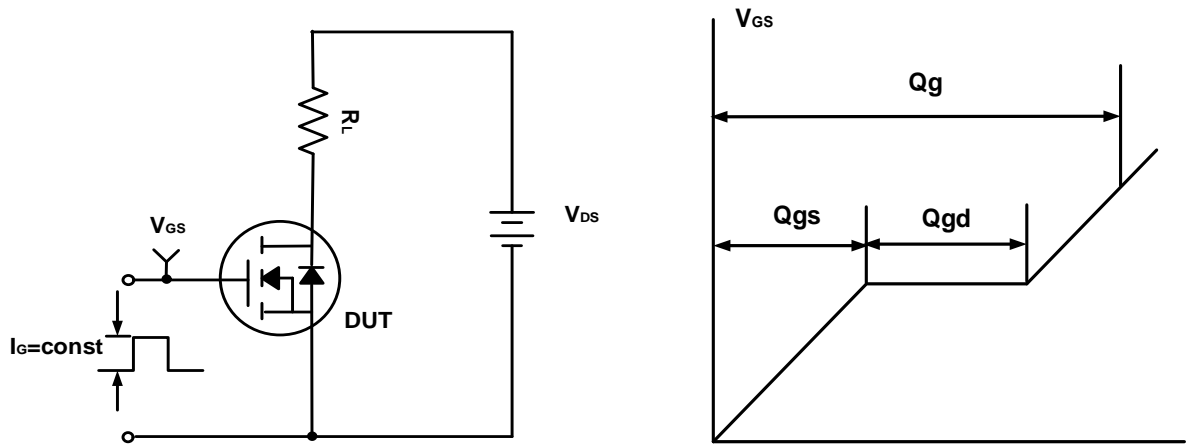 RL
VGS
VDS
DUT
IG=const
VGS
Qg
Qgs
Qgd